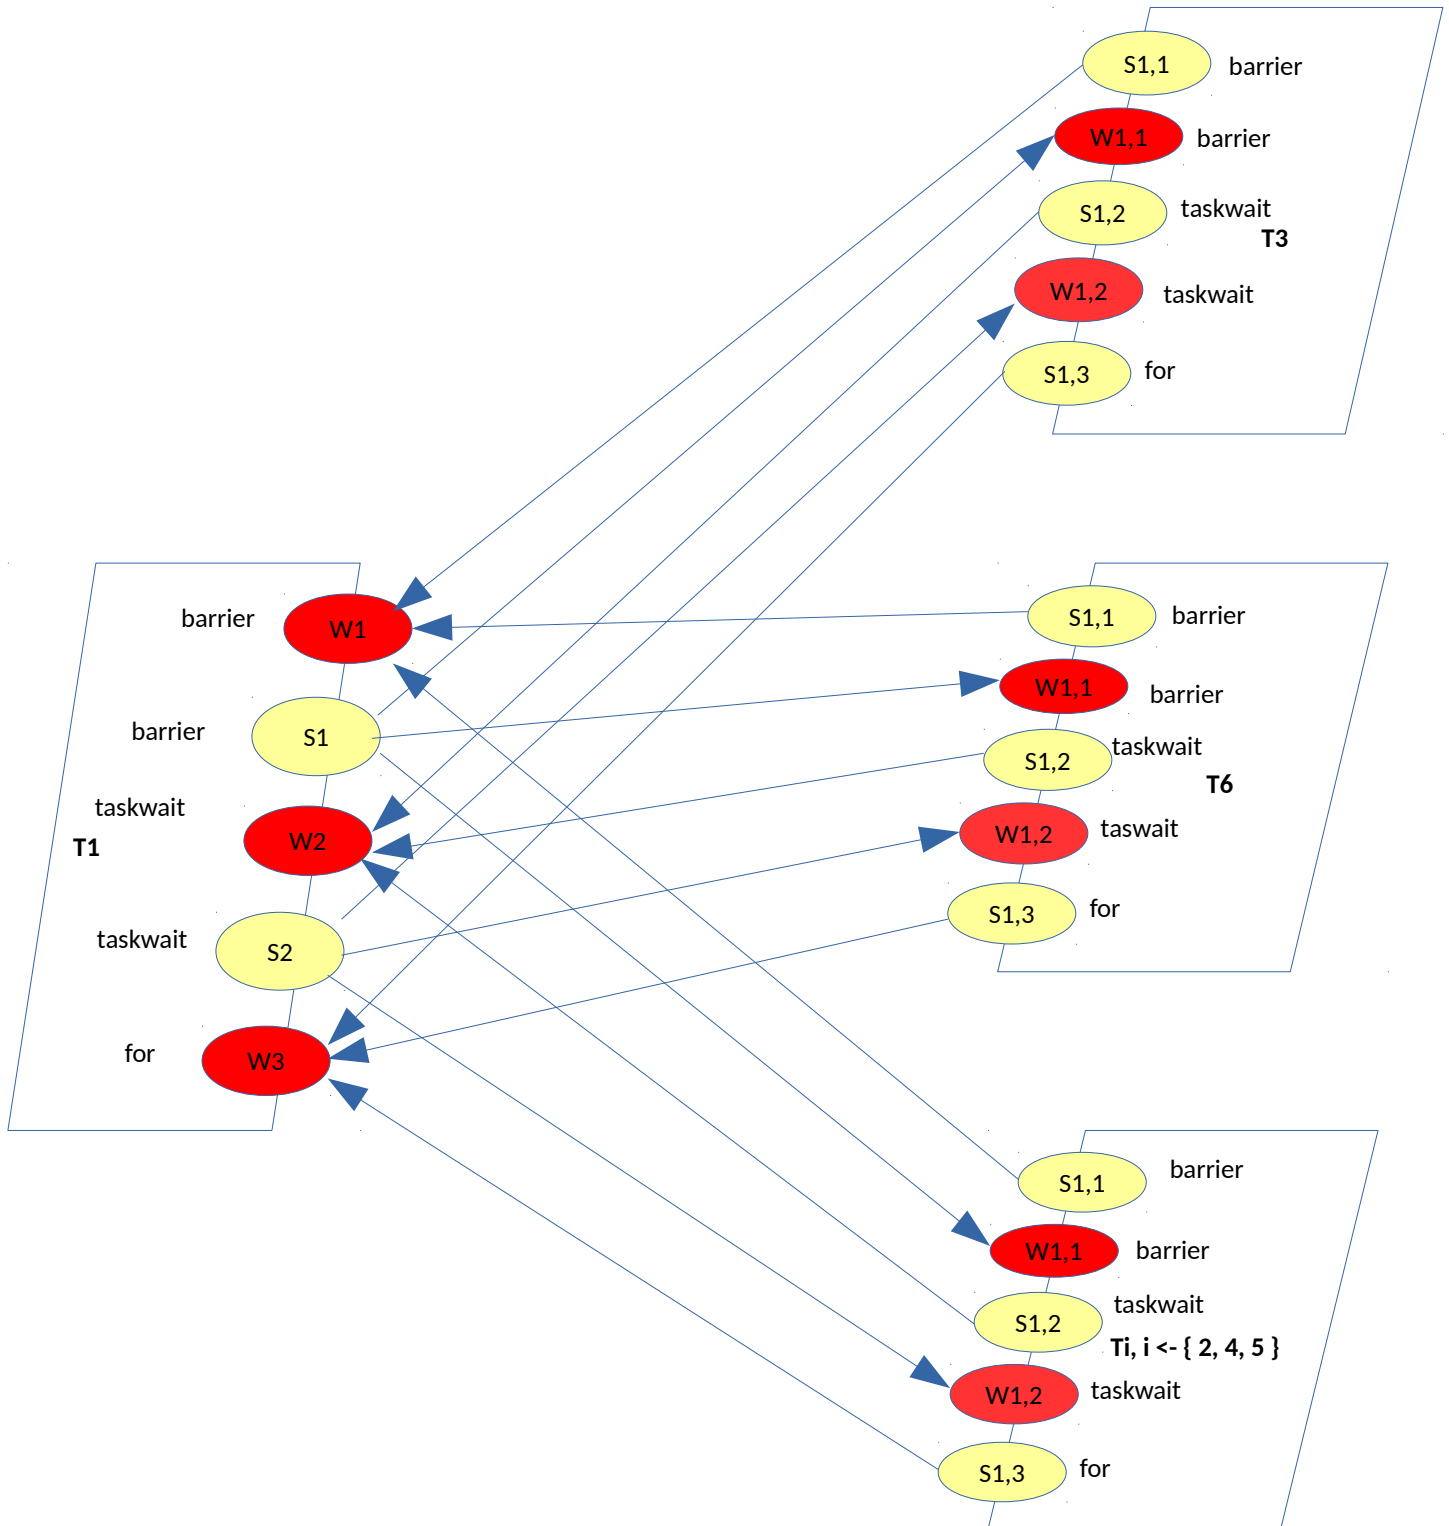 S1,1 barrier
W1,1 barrier
S1,2 taskwait
T3
W1,2 taskwait
S1,3 for
barrier W1
barrier S1
taskwait W2
T1
taskwait S2
for W3
S1,1 barrier
W1,1 barrier
S1,2 taskwait
T6
W1,2 taswait
S1,3 for
S1,1 barrier
W1,1 barrier
S1,2 taskwait
Ti, i <- { 2, 4, 5 }
W1,2 taskwait
S1,3 for